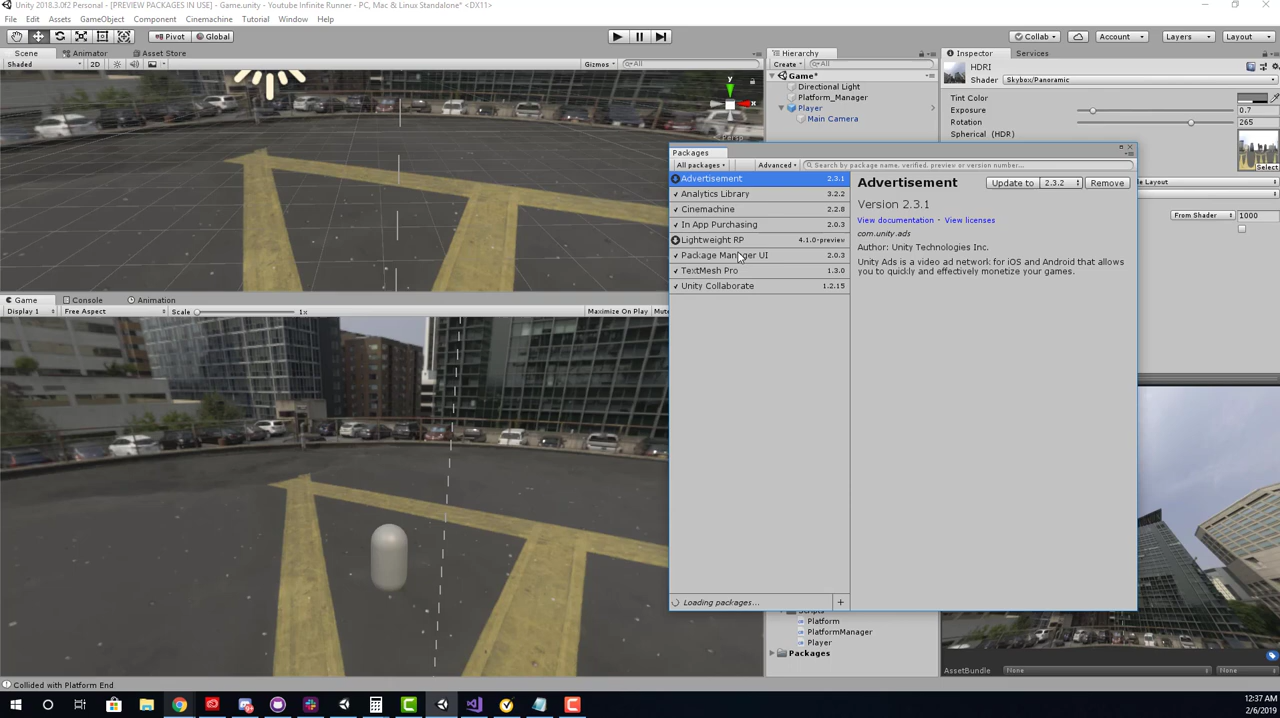 Unity 2018.3.0f2 Personal - [PREVIEW PACKAGES IN USE] - Game.unity - Youtube Infinite Runner - PC, Mac & Linux Standalone* <DX11>
File Edit Assets GameObject Component Cinemachine Tutorial Window Help
Pivot Global Collab Account Layers Layout
Scene Animator Asset Store
Shaded 2D Gizmos All
Hierarchy
Create All
Game*
Directional Light
Platform_Manager
Player
Main Camera
Inspector Services
HDRI
Shader Skybox/Panoramic
Tint Color
Exposure 0.7
Rotation 265
Spherical (HDR)
Select
y
x
Persp
Packages
All packages Advanced Search by package name, verified, preview or version number...
Advertisement 2.3.1
Analytics Library 3.2.2
Cinemachine 2.2.8
In App Purchasing 2.0.3
Lightweight RP 4.1.0-preview
Package Manager UI 2.0.3
TextMesh Pro 1.3.0
Unity Collaborate 1.2.15
Loading packages...
Advertisement Update to 2.3.2 Remove
Version 2.3.1
View documentation View licenses
com.unity.ads
Author: Unity Technologies Inc.
Unity Ads is a video ad network for iOS and Android that allows
you to quickly and effectively monetize your games.
Layout
From Shader 1000
Game Console Animation
Display 1 Free Aspect Scale 1x Maximize On Play Mut
Scripts
Platform
PlatformManager
Player
Packages
AssetBundle None None
Collided with Platform End
12:37 AM
2/6/2019